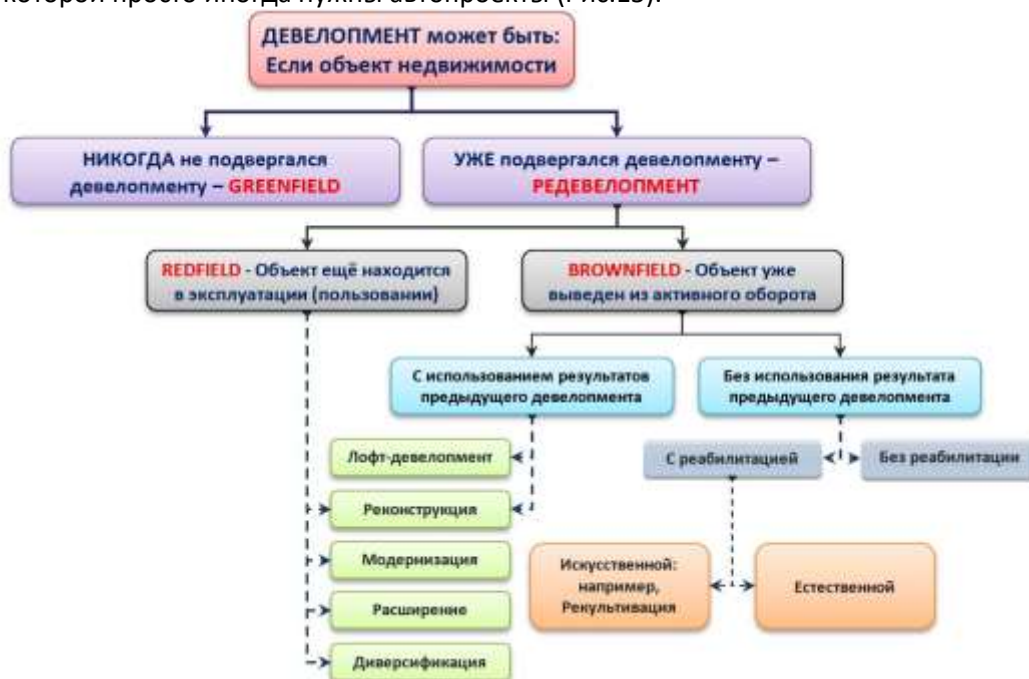 которой просто иногда нужны автопроекты (Рис.23).
ДЕВЕЛОПМЕНТ может быть:
Если объект недвижимости
НИКОГДА не подвергался
девелопменту – GREENFIELD
УЖЕ подвергался девелопменту –
РЕДЕВЕЛОПМЕНТ
REDFIELD - Объект ещё находится
в эксплуатации (пользовании)
BROWNFIELD - Объект уже
выведен из активного оборота
С использованием результатов
предыдущего девелопмента
Без использования результата
предыдущего девелопмента
Лофт-девелопмент
С реабилитацией
Без реабилитации
Реконструкция
Модернизация
Искусственной:
например,
Рекультивация
Естественной
Расширение
Диверсификация